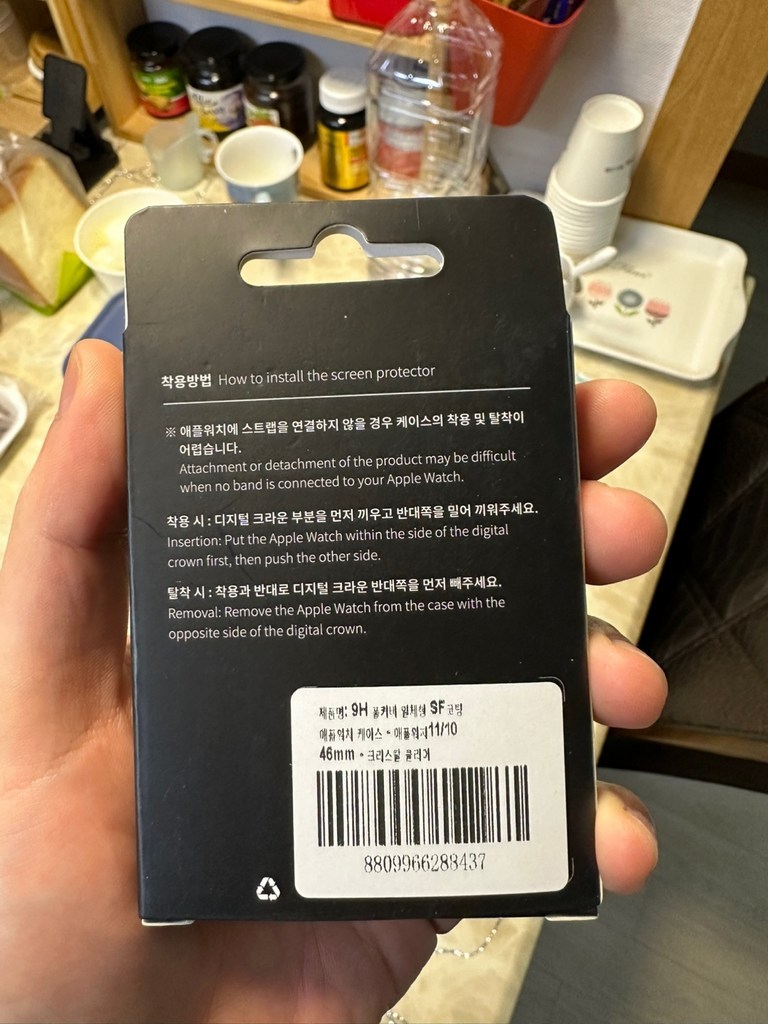 착용방법 How to install the screen protector
※ 애플워치에 스트랩을 연결하지 않을 경우 케이스의 착용 및 탈착이
어렵습니다.
Attachment or detachment of the product may be difficult
when no band is connected to your Apple Watch.
착용 시 : 디지털 크라운 부분을 먼저 끼우고 반대쪽을 밀어 끼워주세요.
Insertion: Put the Apple Watch within the side of the digital
crown first, then push the other side.
탈착 시 : 착용과 반대로 디지털 크라운 반대쪽을 먼저 빼주세요.
Removal: Remove the Apple Watch from the case with the
opposite side of the digital crown.
제품명: 9H 풀커버 일체형 SF코팅
애플워치 케이스 - 애플워치11/10
46mm - 크리스탈 클리어
8809966288437